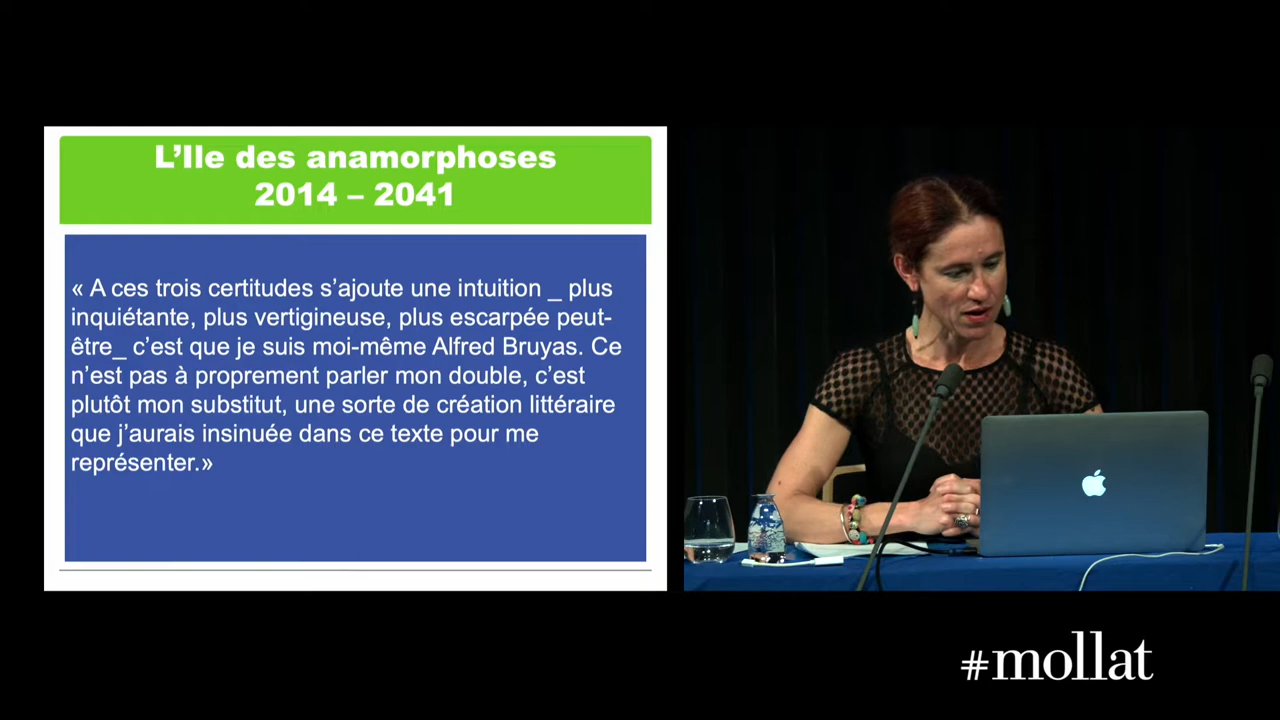 L’Ile des anamorphoses
2014 – 2041
« A ces trois certitudes s’ajoute une intuition _ plus
inquiétante, plus vertigineuse, plus escarpée peut-
être_ c’est que je suis moi-même Alfred Bruyas. Ce
n’est pas à proprement parler mon double, c’est
plutôt mon substitut, une sorte de création littéraire
que j’aurais insinuée dans ce texte pour me
représenter.»
#mollat